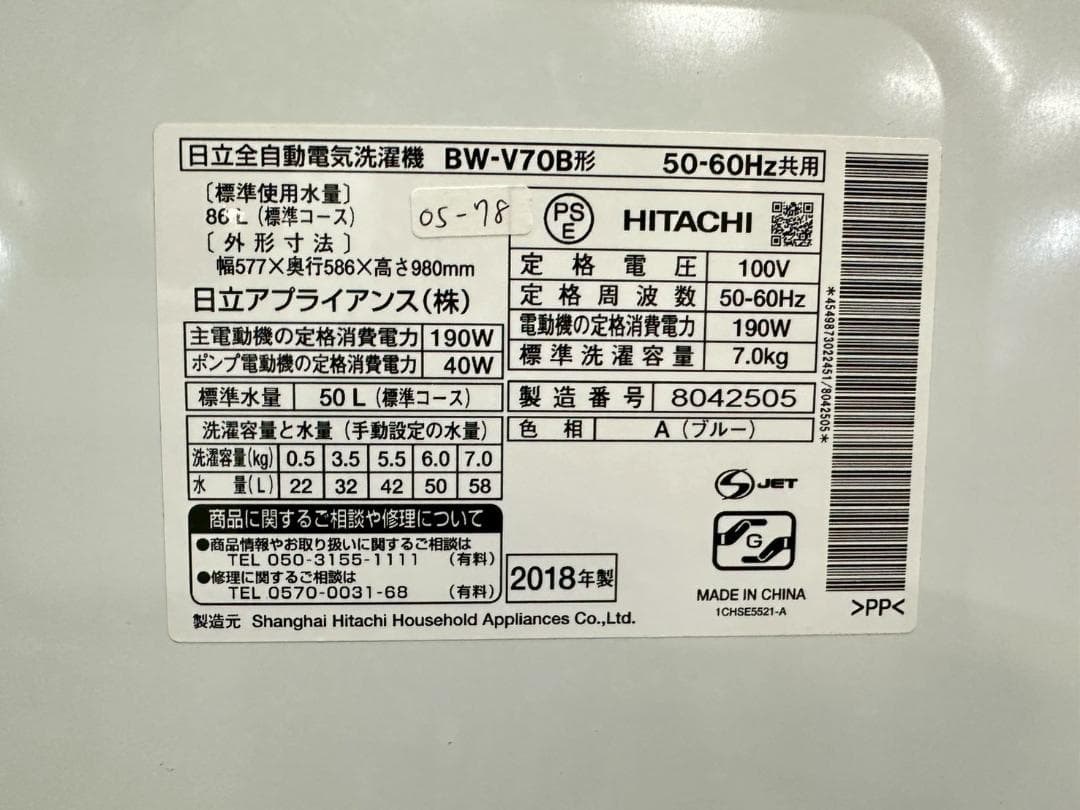 日立全自動電気洗濯機 BW-V70B形 50-60Hz共用
〔標準使用水量〕
86L（標準コース）
〔外形寸法〕
幅577×奥行586×高さ980mm
日立アプライアンス(株)
主電動機の定格消費電力 190W
ポンプ電動機の定格消費電力 40W
標準水量 50L（標準コース）
洗濯容量と水量（手動設定の水量）
洗濯容量(kg) 0.5 3.5 5.5 6.0 7.0
水量(L) 22 32 42 50 58
商品に関するご相談や修理について
●商品情報やお取り扱いに関するご相談は
TEL 050-3155-1111 （有料）
●修理に関するご相談は
TEL 0570-0031-68 （有料）
製造元 Shanghai Hitachi Household Appliances Co.,Ltd.
05-78
PS
E
HITACHI
定格電圧 100V
定格周波数 50-60Hz
電動機の定格消費電力 190W
標準洗濯容量 7.0kg
製造番号 8042505
色相 A（ブルー）
S JET
G
2018年製
MADE IN CHINA
1CHSE5521-A
*4549873022451/8042505*
>PP<